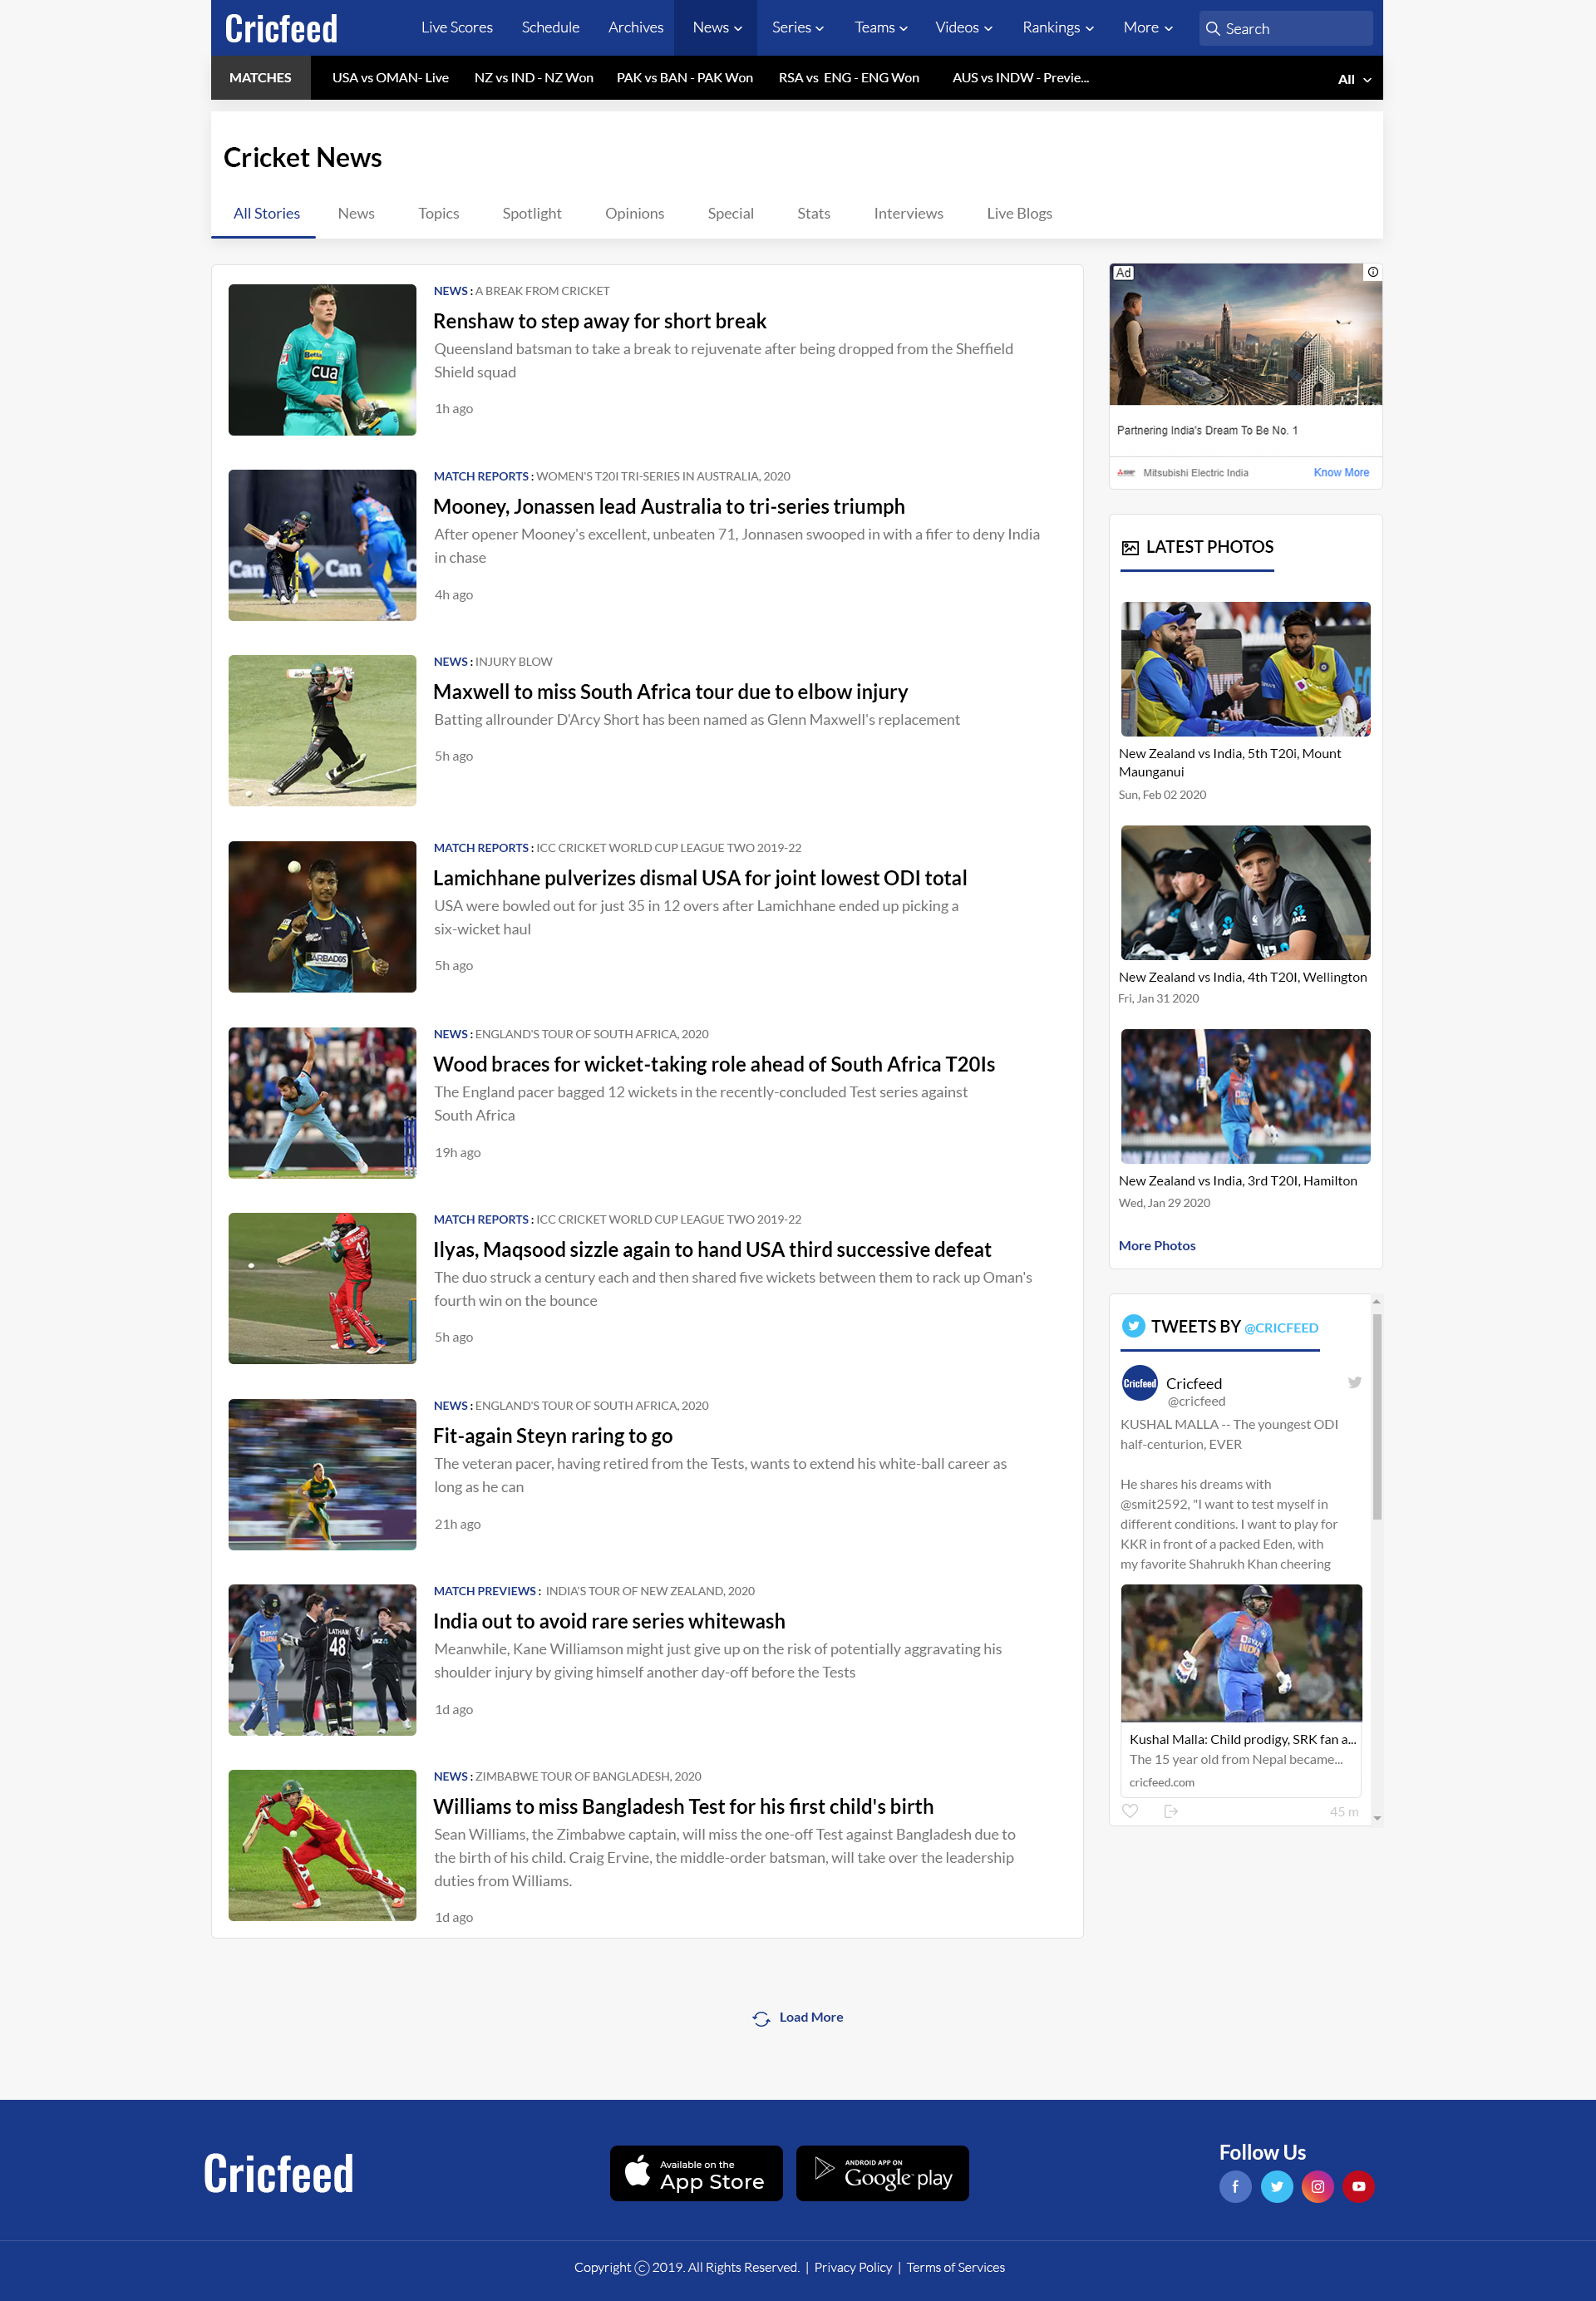 Cricfeed
Live Scores
Schedule
Archives
News
Series
Teams
Videos
Rankings
More
Search
MATCHES
USA vs OMAN- Live
NZ vs IND - NZ Won
PAK vs BAN - PAK Won
RSA vs ENG - ENG Won
AUS vs INDW - Previe...
All
Cricket News
All Stories
News
Topics
Spotlight
Opinions
Special
Stats
Interviews
Live Blogs
NEWS : A BREAK FROM CRICKET
Renshaw to step away for short break
Queensland batsman to take a break to rejuvenate after being dropped from the Sheffield
Shield squad
1h ago
MATCH REPORTS : WOMEN'S T20I TRI-SERIES IN AUSTRALIA, 2020
Mooney, Jonassen lead Australia to tri-series triumph
After opener Mooney's excellent, unbeaten 71, Jonnasen swooped in with a fifer to deny India
in chase
4h ago
NEWS : INJURY BLOW
Maxwell to miss South Africa tour due to elbow injury
Batting allrounder D'Arcy Short has been named as Glenn Maxwell's replacement
5h ago
MATCH REPORTS : ICC CRICKET WORLD CUP LEAGUE TWO 2019-22
Lamichhane pulverizes dismal USA for joint lowest ODI total
USA were bowled out for just 35 in 12 overs after Lamichhane ended up picking a
six-wicket haul
5h ago
NEWS : ENGLAND'S TOUR OF SOUTH AFRICA, 2020
Wood braces for wicket-taking role ahead of South Africa T20Is
The England pacer bagged 12 wickets in the recently-concluded Test series against
South Africa
19h ago
MATCH REPORTS : ICC CRICKET WORLD CUP LEAGUE TWO 2019-22
Ilyas, Maqsood sizzle again to hand USA third successive defeat
The duo struck a century each and then shared five wickets between them to rack up Oman's
fourth win on the bounce
5h ago
NEWS : ENGLAND'S TOUR OF SOUTH AFRICA, 2020
Fit-again Steyn raring to go
The veteran pacer, having retired from the Tests, wants to extend his white-ball career as
long as he can
21h ago
MATCH PREVIEWS : INDIA'S TOUR OF NEW ZEALAND, 2020
India out to avoid rare series whitewash
Meanwhile, Kane Williamson might just give up on the risk of potentially aggravating his
shoulder injury by giving himself another day-off before the Tests
1d ago
NEWS : ZIMBABWE TOUR OF BANGLADESH, 2020
Williams to miss Bangladesh Test for his first child's birth
Sean Williams, the Zimbabwe captain, will miss the one-off Test against Bangladesh due to
the birth of his child. Craig Ervine, the middle-order batsman, will take over the leadership
duties from Williams.
1d ago
Betta
cua
Can
BARBADOS
12
LATHAM
48
INDIA
Ad
Partnering India's Dream To Be No. 1
Mitsubishi Electric India
Know More
LATEST PHOTOS
New Zealand vs India, 5th T20i, Mount
Maunganui
Sun, Feb 02 2020
ANZ
New Zealand vs India, 4th T20I, Wellington
Fri, Jan 31 2020
New Zealand vs India, 3rd T20I, Hamilton
Wed, Jan 29 2020
More Photos
TWEETS BY @CRICFEED
Cricfeed
Cricfeed
@cricfeed
KUSHAL MALLA -- The youngest ODI
half-centurion, EVER
He shares his dreams with
@smit2592, "I want to test myself in
different conditions. I want to play for
KKR in front of a packed Eden, with
my favorite Shahrukh Khan cheering
INDIA
Kushal Malla: Child prodigy, SRK fan a...
The 15 year old from Nepal became...
cricfeed.com
45 m
Load More
Cricfeed
Available on the
App Store
ANDROID APP ON
Google play
Follow Us
Copyright © 2019. All Rights Reserved. | Privacy Policy | Terms of Services